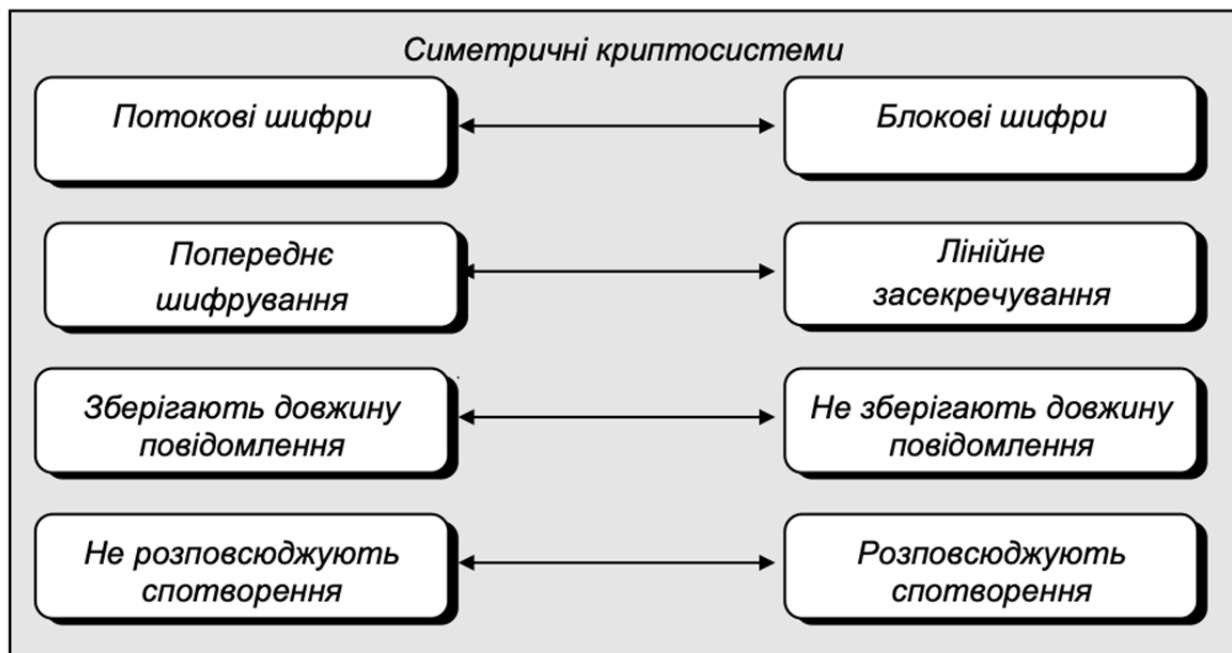 Симетричні криптосистеми
Потокові шифри
Блокові шифри
Попереднє
шифрування
Лінійне
засекречування
Зберігають довжину
повідомлення
Не зберігають довжину
повідомлення
Не розповсюджують
спотворення
Розповсюджують
спотворення